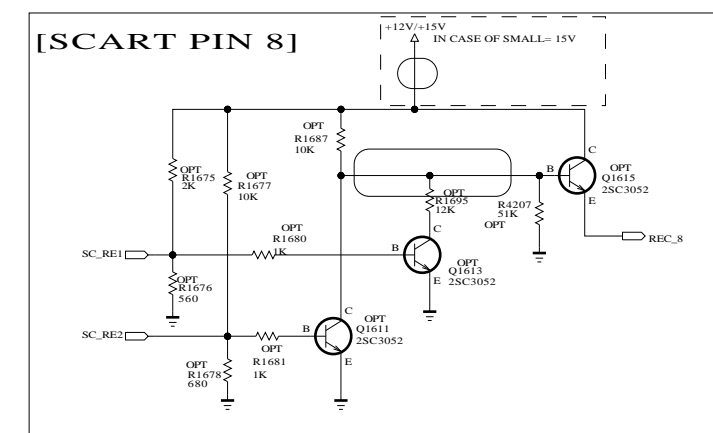 [SCART PIN 8]
+12V/+15V
IN CASE OF SMALL= 15V
OPT
R1687
10K
OPT
R1675
2K
OPT
R1677
10K
C
B
OPT
Q1615
2SC3052
E
OPT
R1695
12K
R4207
51K
OPT
REC_8
SC_RE1
OPT
R1680
1K
C
B
OPT
Q1613
2SC3052
E
OPT
R1676
560
SC_RE2
OPT
R1681
1K
C
B
OPT
Q1611
2SC3052
E
OPT
R1678
680